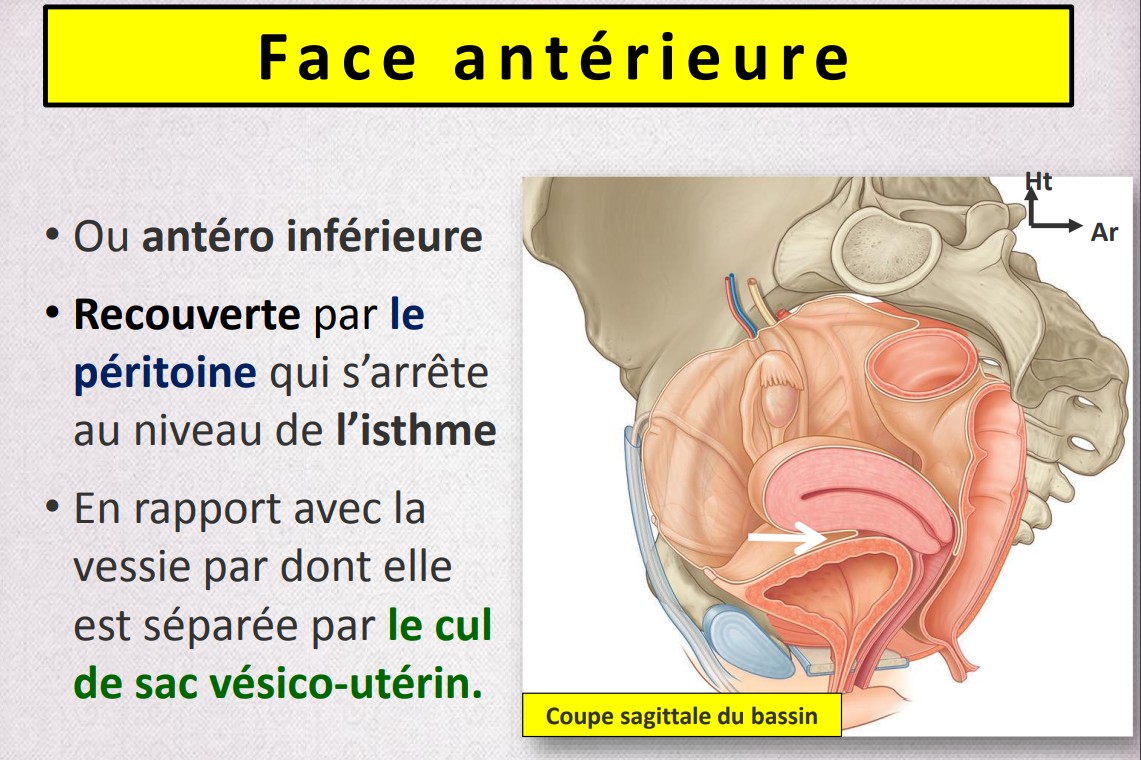 Face antérieure
Ht
Ar
• Ou antéro inférieure
• Recouverte par le
péritoine qui s’arrête
au niveau de l’isthme
• En rapport avec la
vessie par dont elle
est séparée par le cul
de sac vésico-utérin.
Coupe sagittale du bassin